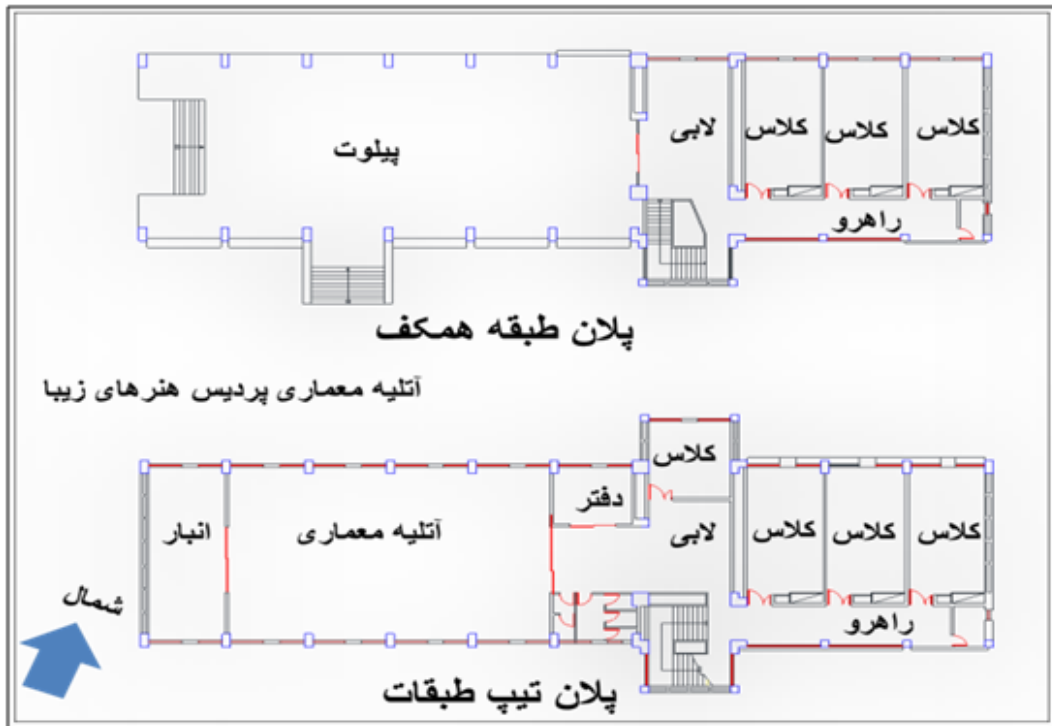 پیلوت
لابی
کلاس
کلاس
کلاس
راهرو
پلان طبقه همکف
آتلیه معماری پردیس هنرهای زیبا
کلاس
دفتر
انبار
آتلیه معماری
لابی
کلاس
کلاس
کلاس
راهرو
شمال
پلان تیپ طبقات